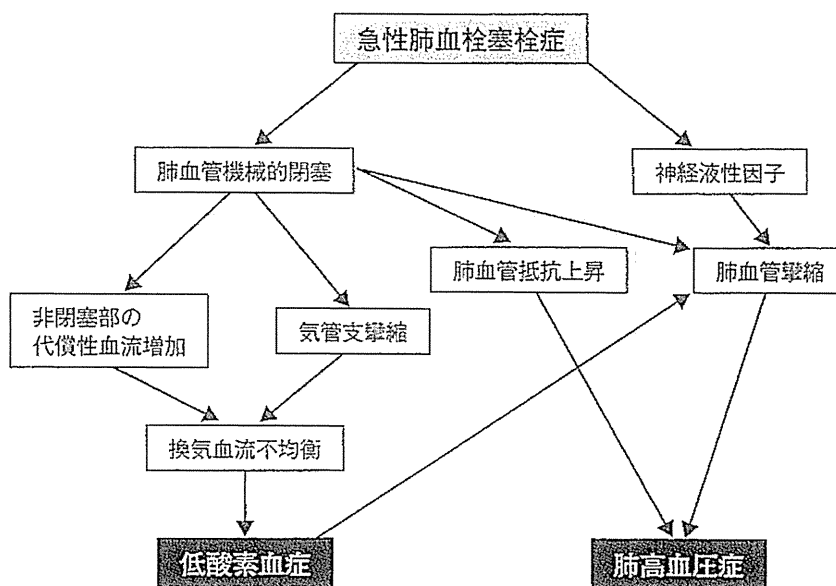 急性肺血栓塞栓症
肺血管機械的閉塞
神経液性因子
肺血管抵抗上昇
肺血管攣縮
非閉塞部の
代償性血流増加
気管支攣縮
換気血流不均衡
低酸素血症
肺高血圧症